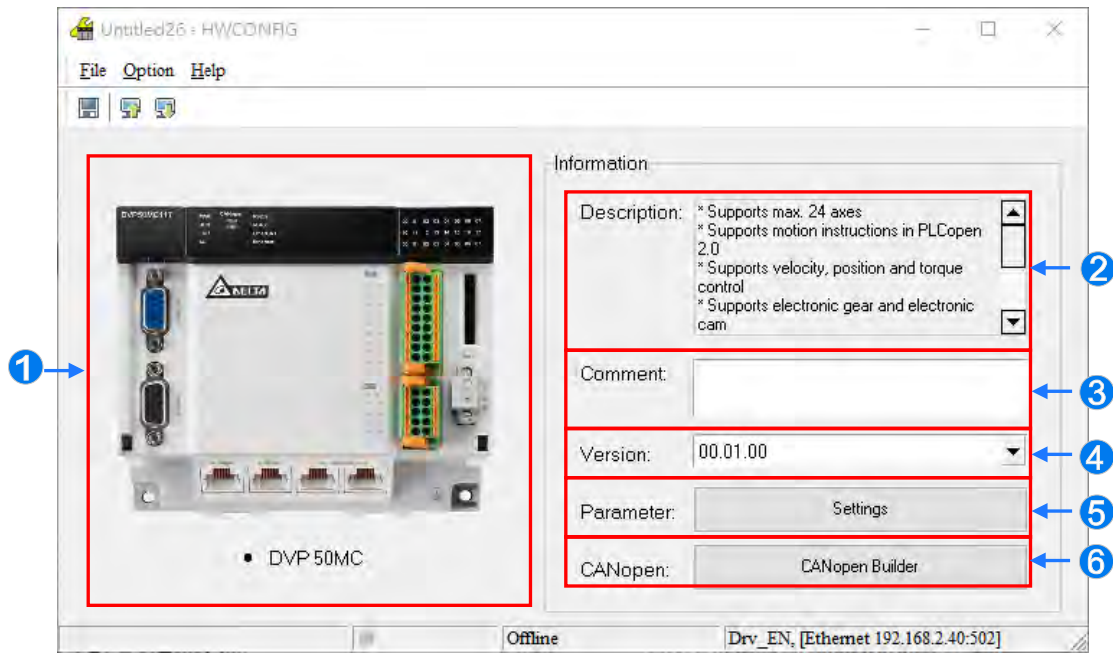 Untitled26 - HWCONFIG
File Option Help
Information
Description:
* Supports max. 24 axes
* Supports motion instructions in PLCopen
2.0
* Supports velocity, position and torque
control
* Supports electronic gear and electronic
cam
Comment:
Version: 00.01.00
Parameter: Settings
CANopen: CANopen Builder
DVP50MC11T
DELTA
• DVP 50MC
1
2
3
4
5
6
Offline
Drv_EN, [Ethernet 192.168.2.40:502]